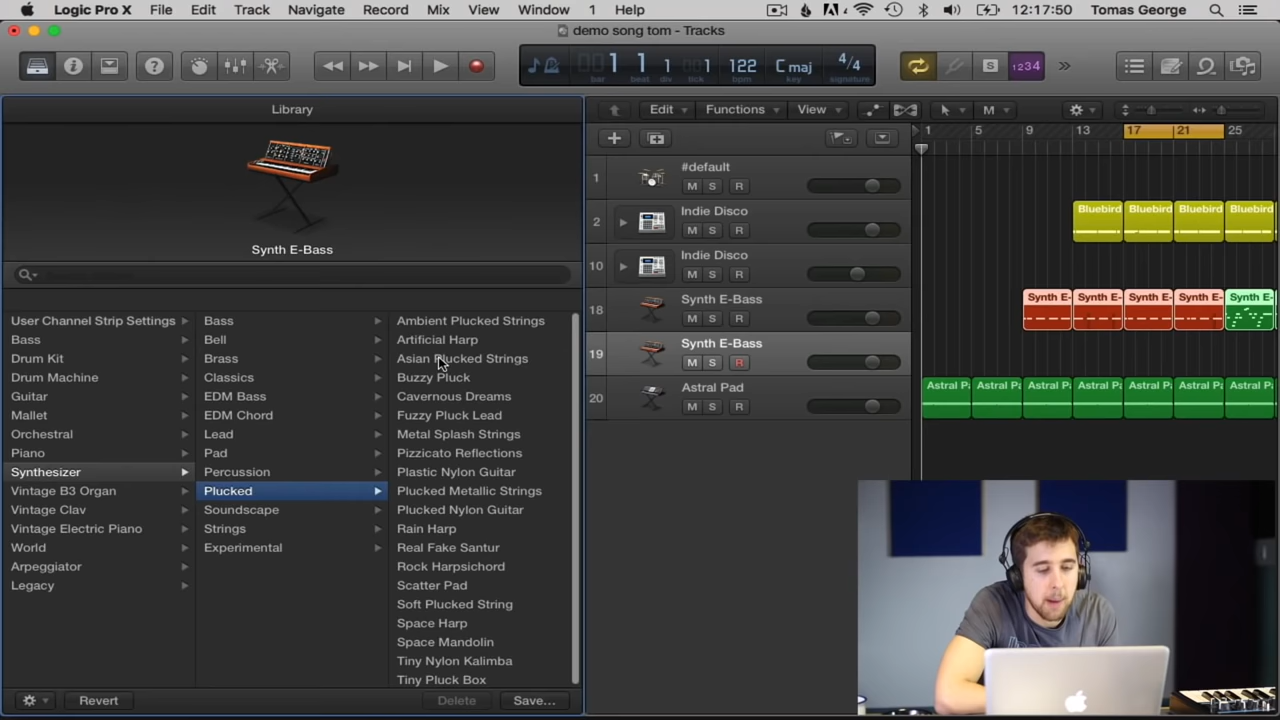 Logic Pro X File Edit Track Navigate Record Mix View Window 1 Help 12:17:50 Tomas George
demo song tom - Tracks
1 1 1 1 122 C maj 4/4
bar beat div tick bpm key signature
1234
Library
Synth E-Bass
User Channel Strip Settings
Bass
Drum Kit
Drum Machine
Guitar
Mallet
Orchestral
Piano
Synthesizer
Vintage B3 Organ
Vintage Clav
Vintage Electric Piano
World
Arpeggiator
Legacy
Bass
Bell
Brass
Classics
EDM Bass
EDM Chord
Lead
Pad
Percussion
Plucked
Soundscape
Strings
Experimental
Ambient Plucked Strings
Artificial Harp
Asian Plucked Strings
Buzzy Pluck
Cavernous Dreams
Fuzzy Pluck Lead
Metal Splash Strings
Pizzicato Reflections
Plastic Nylon Guitar
Plucked Metallic Strings
Plucked Nylon Guitar
Rain Harp
Real Fake Santur
Rock Harpsichord
Scatter Pad
Soft Plucked String
Space Harp
Space Mandolin
Tiny Nylon Kalimba
Tiny Pluck Box
Revert Delete Save...
Edit Functions View M
1 5 9 13 17 21 25
1 #default
M S R
2 Indie Disco
M S R
Bluebird Bluebird Bluebird Bluebird
10 Indie Disco
M S R
18 Synth E-Bass
M S R
Synth E- Synth E- Synth E- Synth E- Synth E-
19 Synth E-Bass
M S R
20 Astral Pad
M S R
Astral P Astral Pa Astral Pa Astral Pa Astral Pa Astral Pa Astral P